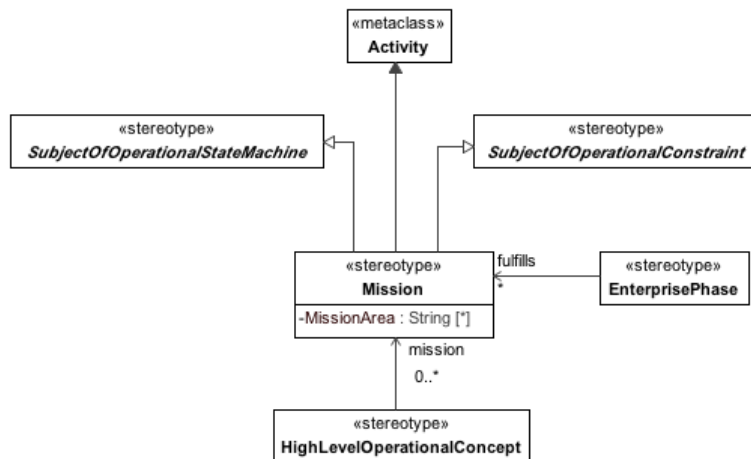 «metaclass»
Activity
«stereotype»
SubjectOfOperationalStateMachine
«stereotype»
SubjectOfOperationalConstraint
«stereotype»
Mission
-MissionArea : String [*]
fulfills
*
«stereotype»
EnterprisePhase
mission
0..*
«stereotype»
HighLevelOperationalConcept